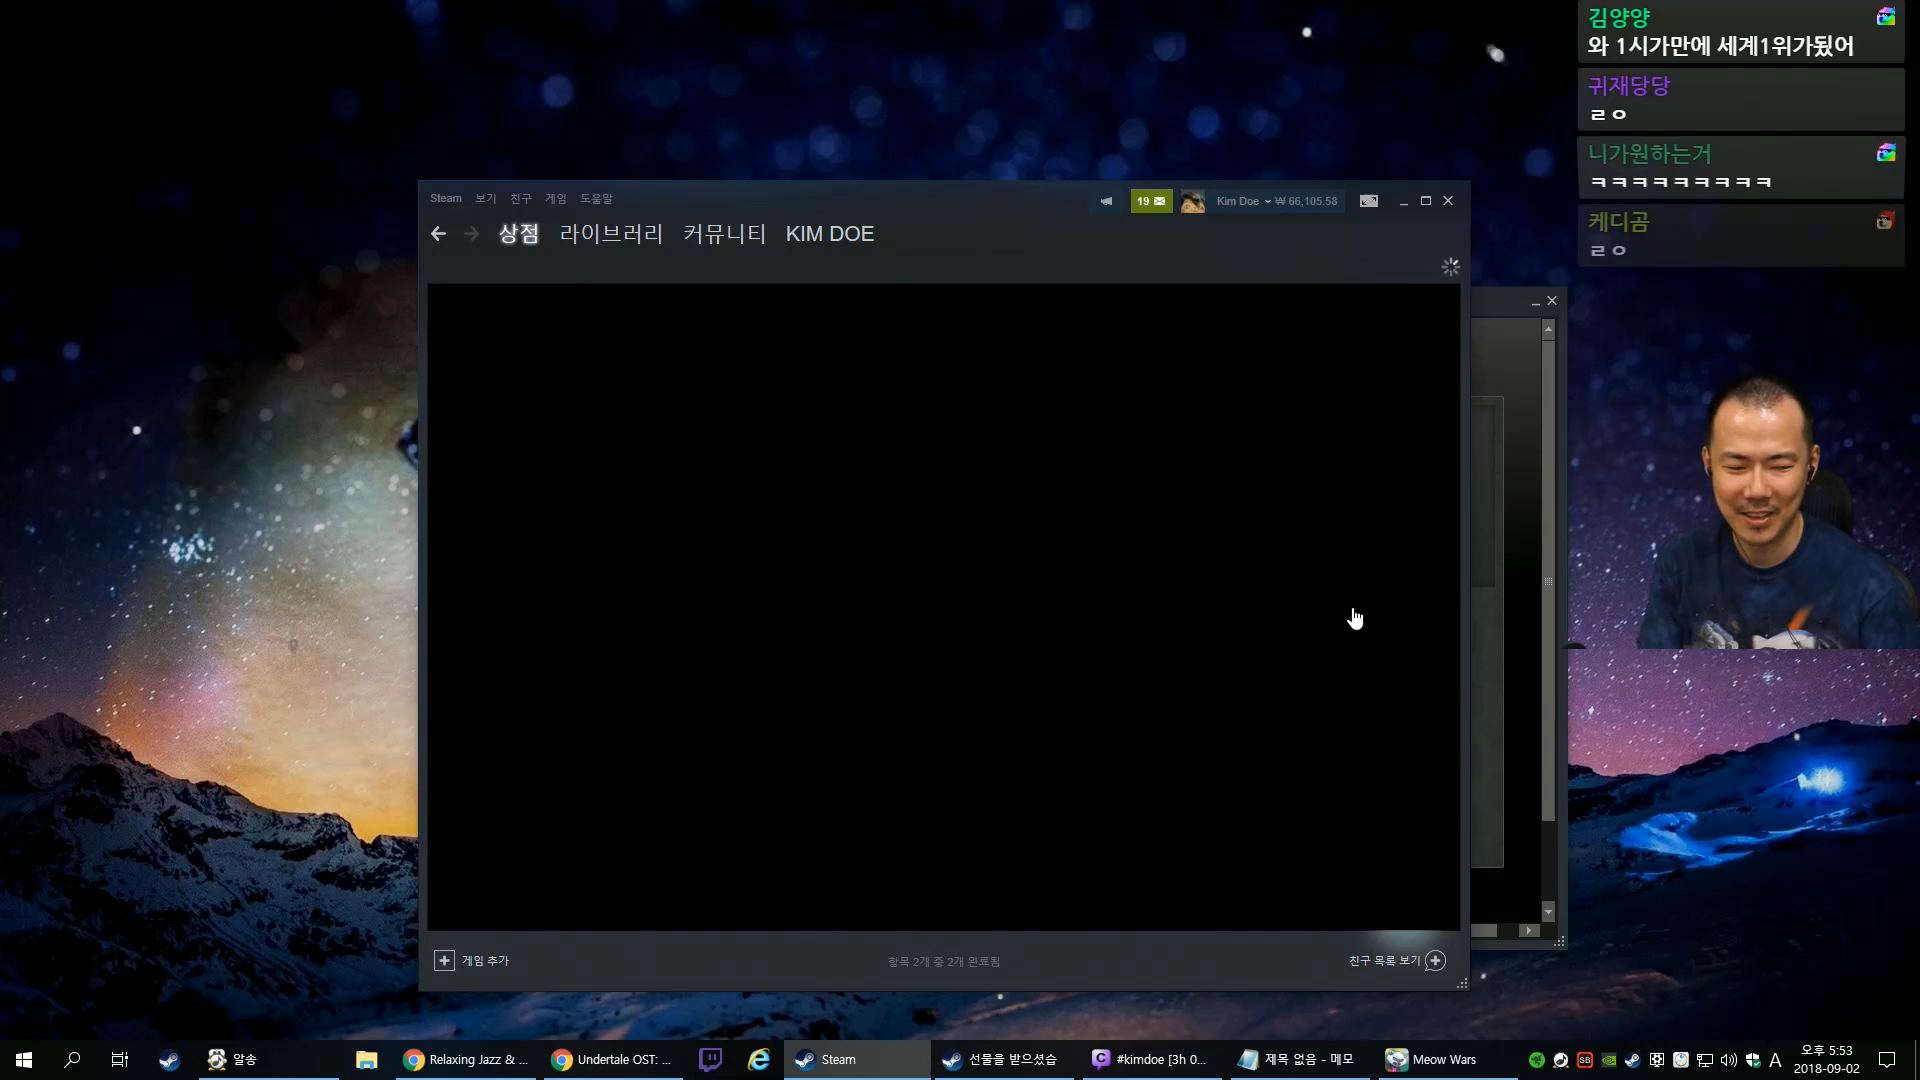 김양양
와 1시가만에 세계1위가됬어
귀재당당
ㄹㅇ
니가원하는거
ㅋㅋㅋㅋㅋㅋㅋㅋㅋ
케디곰
ㄹㅇ
Steam 보기 친구 게임 도움말
19
Kim Doe
₩ 66,105.58
상점 라이브러리 커뮤니티 KIM DOE
게임 추가
항목 2개 중 2개 완료됨
친구 목록 보기
알송
Relaxing Jazz & ...
Undertale OST: ...
Steam
선물을 받으셨습
#kimdoe [3h 0...
제목 없음 - 메모
Meow Wars
SB
A
오후 5:53
2018-09-02